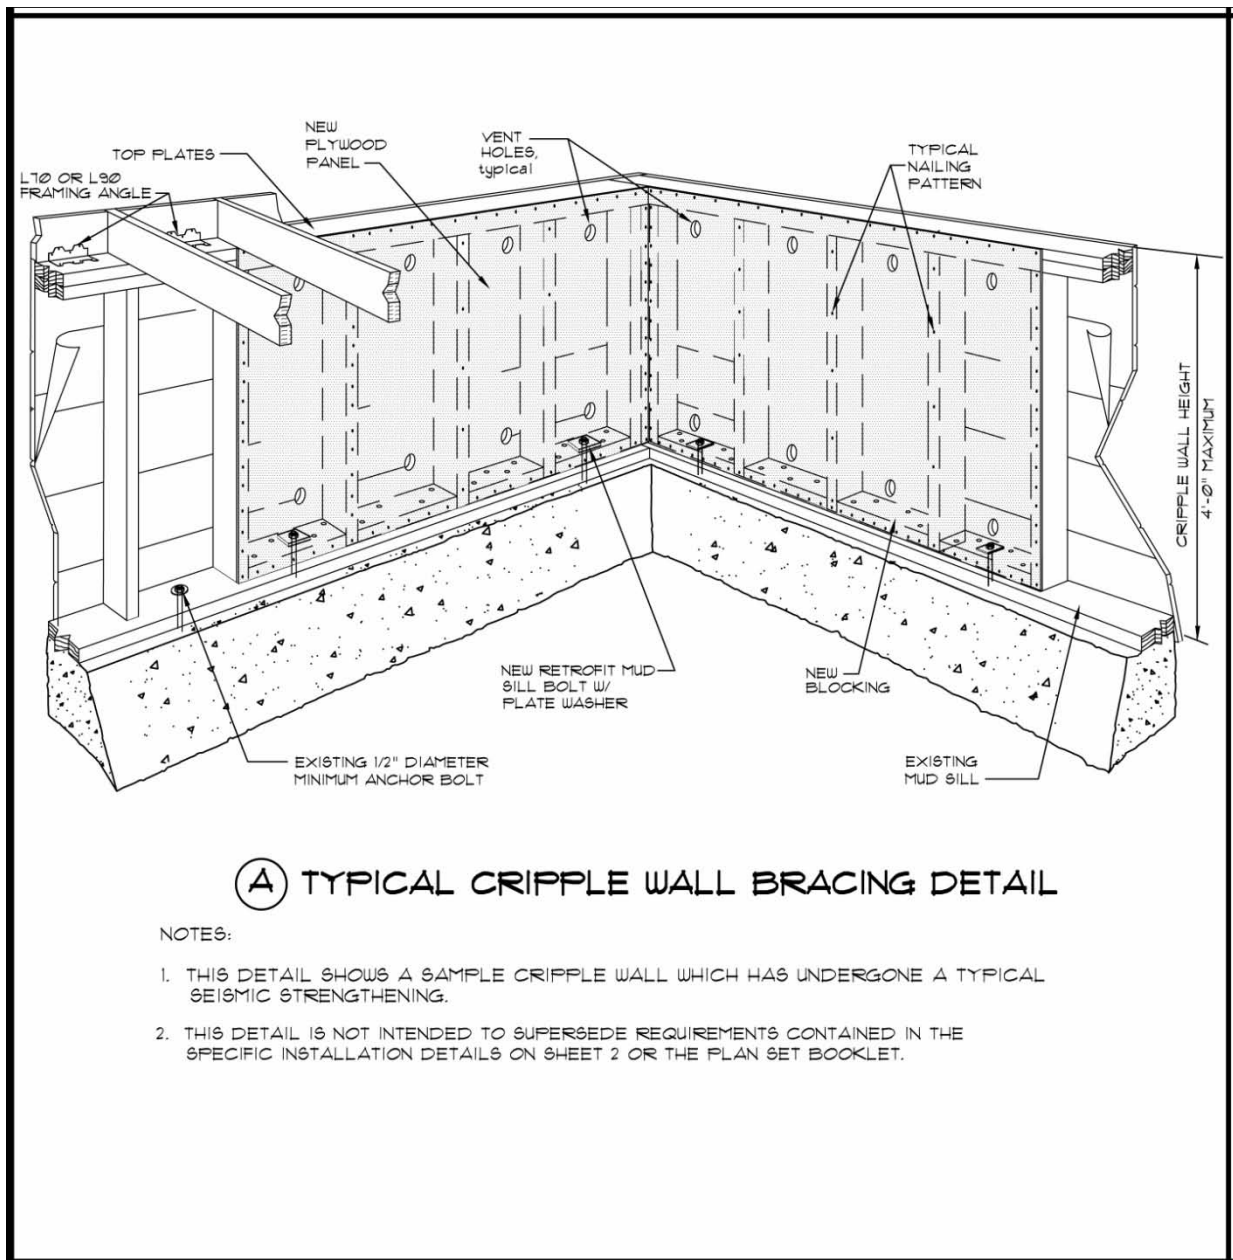 NEW
PLYWOOD
PANEL
VENT
HOLES,
typical
TOP PLATES
TYPICAL
NAILING
PATTERN
L70 OR L90
FRAMING ANGLE
CRIPPLE WALL HEIGHT
4'-0" MAXIMUM
NEW RETROFIT MUD
SILL BOLT W/
PLATE WASHER
NEW
BLOCKING
EXISTING 1/2" DIAMETER
MINIMUM ANCHOR BOLT
EXISTING
MUD SILL
A TYPICAL CRIPPLE WALL BRACING DETAIL
NOTES:
1. THIS DETAIL SHOWS A SAMPLE CRIPPLE WALL WHICH HAS UNDERGONE A TYPICAL
SEISMIC STRENGTHENING.
2. THIS DETAIL IS NOT INTENDED TO SUPERSEDE REQUIREMENTS CONTAINED IN THE
SPECIFIC INSTALLATION DETAILS ON SHEET 2 OR THE PLAN SET BOOKLET.